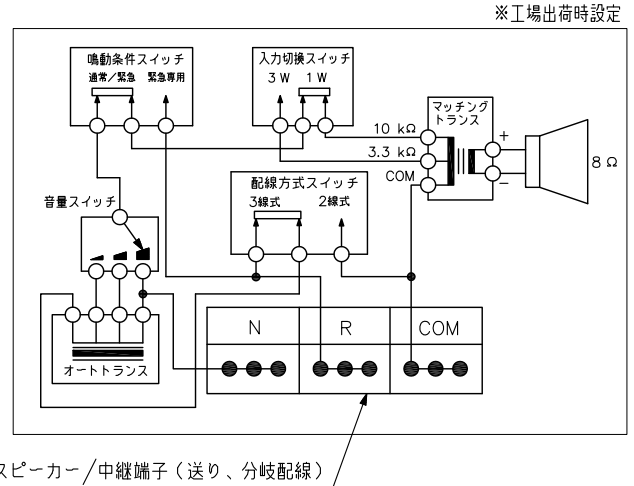 ※工場出荷時設定
鳴動条件スイッチ
通常／緊急 緊急専用
入力切換スイッチ
3 W 1 W
マッチング
トランス
10 kΩ
3.3 kΩ
COM
+
−
8 Ω
配線方式スイッチ
3線式 2線式
音量スイッチ
オートトランス
N R COM
スピーカー／中継端子（送り、分岐配線）